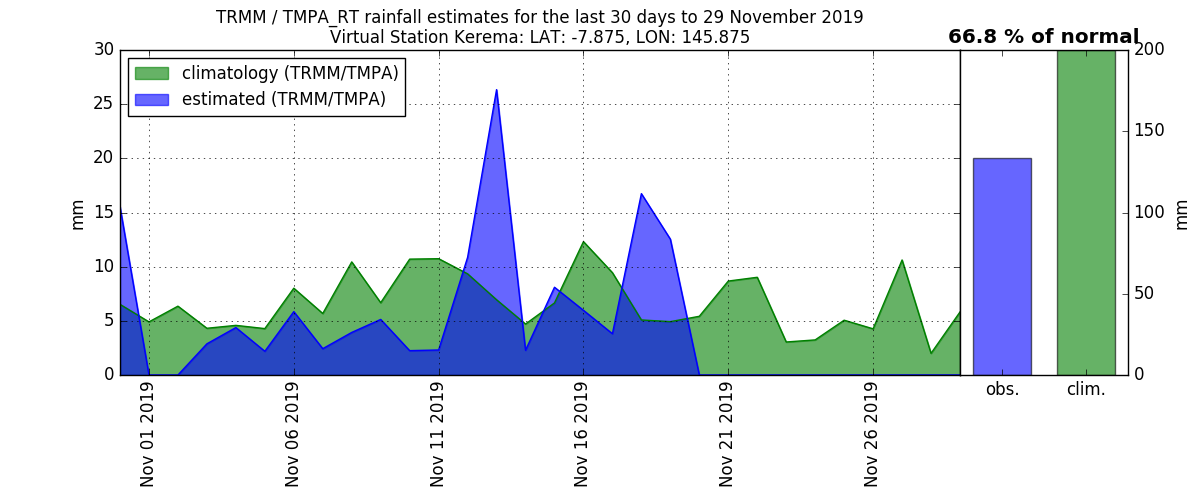 TRMM / TMPA_RT rainfall estimates for the last 30 days to 29 November 2019
Virtual Station Kerema: LAT: -7.875, LON: 145.875
66.8 % of normal
climatology (TRMM/TMPA)
estimated (TRMM/TMPA)
30
25
20
15
10
5
0
mm
Nov 01 2019
Nov 06 2019
Nov 11 2019
Nov 16 2019
Nov 21 2019
Nov 26 2019
obs.
clim.
200
150
100
50
0
mm